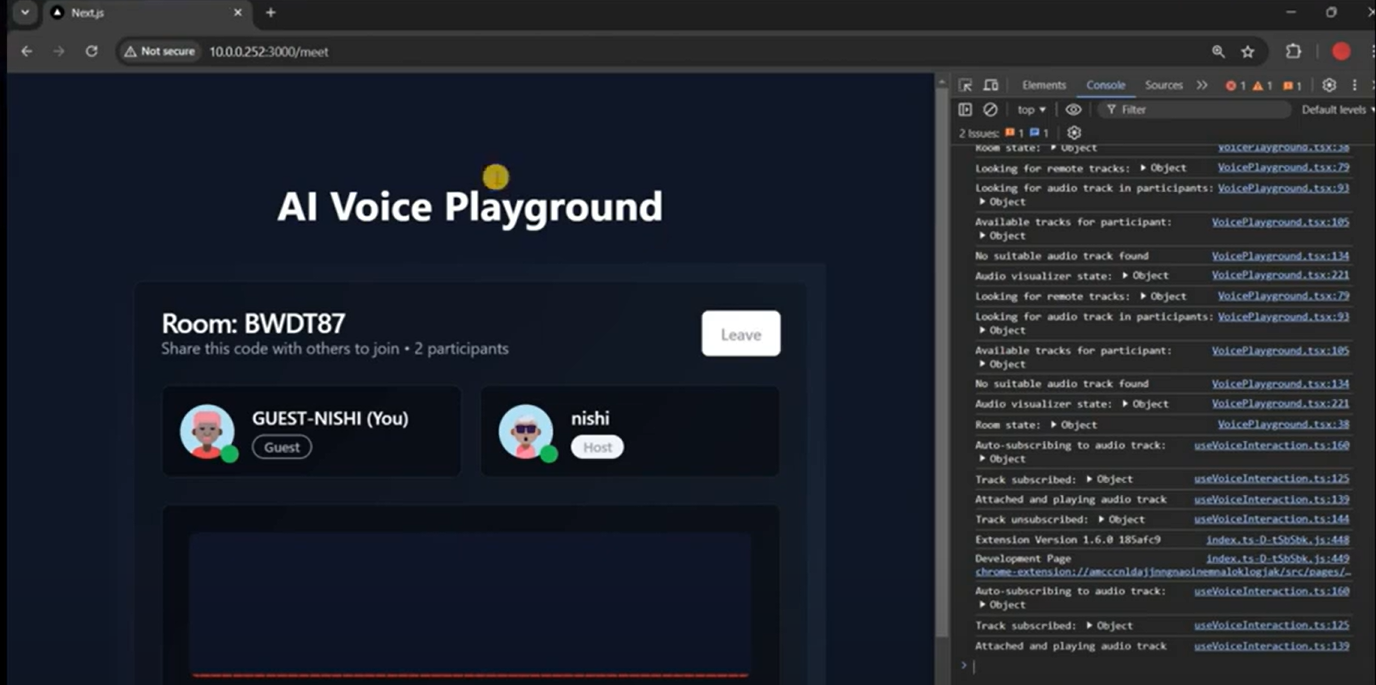 Next.js
Not secure 10.0.0.252:3000/meet
Elements Console Sources 1 1 1
top Filter Default levels
2 Issues: 1 1
AI Voice Playground
Room: BWDT87
Share this code with others to join • 2 participants
Leave
GUEST-NISHI (You)
Guest
nishi
Host
Room state: Object VoicePlayground.tsx:38
Looking for remote tracks: Object VoicePlayground.tsx:79
Looking for audio track in participants: VoicePlayground.tsx:93
Object
Available tracks for participant: VoicePlayground.tsx:105
Object
No suitable audio track found VoicePlayground.tsx:134
Audio visualizer state: Object VoicePlayground.tsx:221
Looking for remote tracks: Object VoicePlayground.tsx:79
Looking for audio track in participants: VoicePlayground.tsx:93
Object
Available tracks for participant: VoicePlayground.tsx:105
Object
No suitable audio track found VoicePlayground.tsx:134
Audio visualizer state: Object VoicePlayground.tsx:221
Room state: Object VoicePlayground.tsx:38
Auto-subscribing to audio track: useVoiceInteraction.ts:160
Object
Track subscribed: Object useVoiceInteraction.ts:125
Attached and playing audio track useVoiceInteraction.ts:139
Track unsubscribed: Object useVoiceInteraction.ts:144
Extension Version 1.6.0 185afc9 index.ts-D-tSbSbk.js:448
Development Page index.ts-D-tSbSbk.js:449
Auto-subscribing to audio track: useVoiceInteraction.ts:160
Object
Track subscribed: Object useVoiceInteraction.ts:125
Attached and playing audio track useVoiceInteraction.ts:139